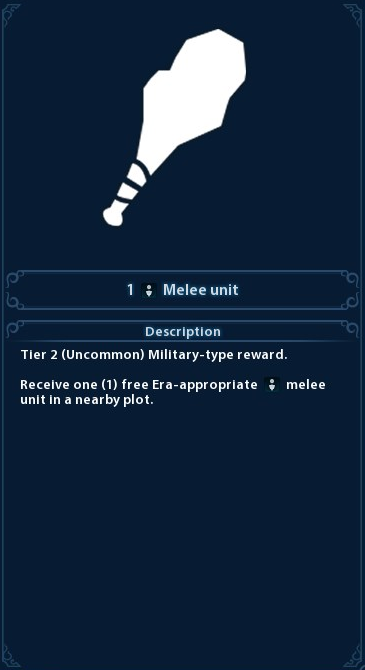 1 Melee unit
Description
Tier 2 (Uncommon) Military-type reward.
Receive one (1) free Era-appropriate melee
unit in a nearby plot.